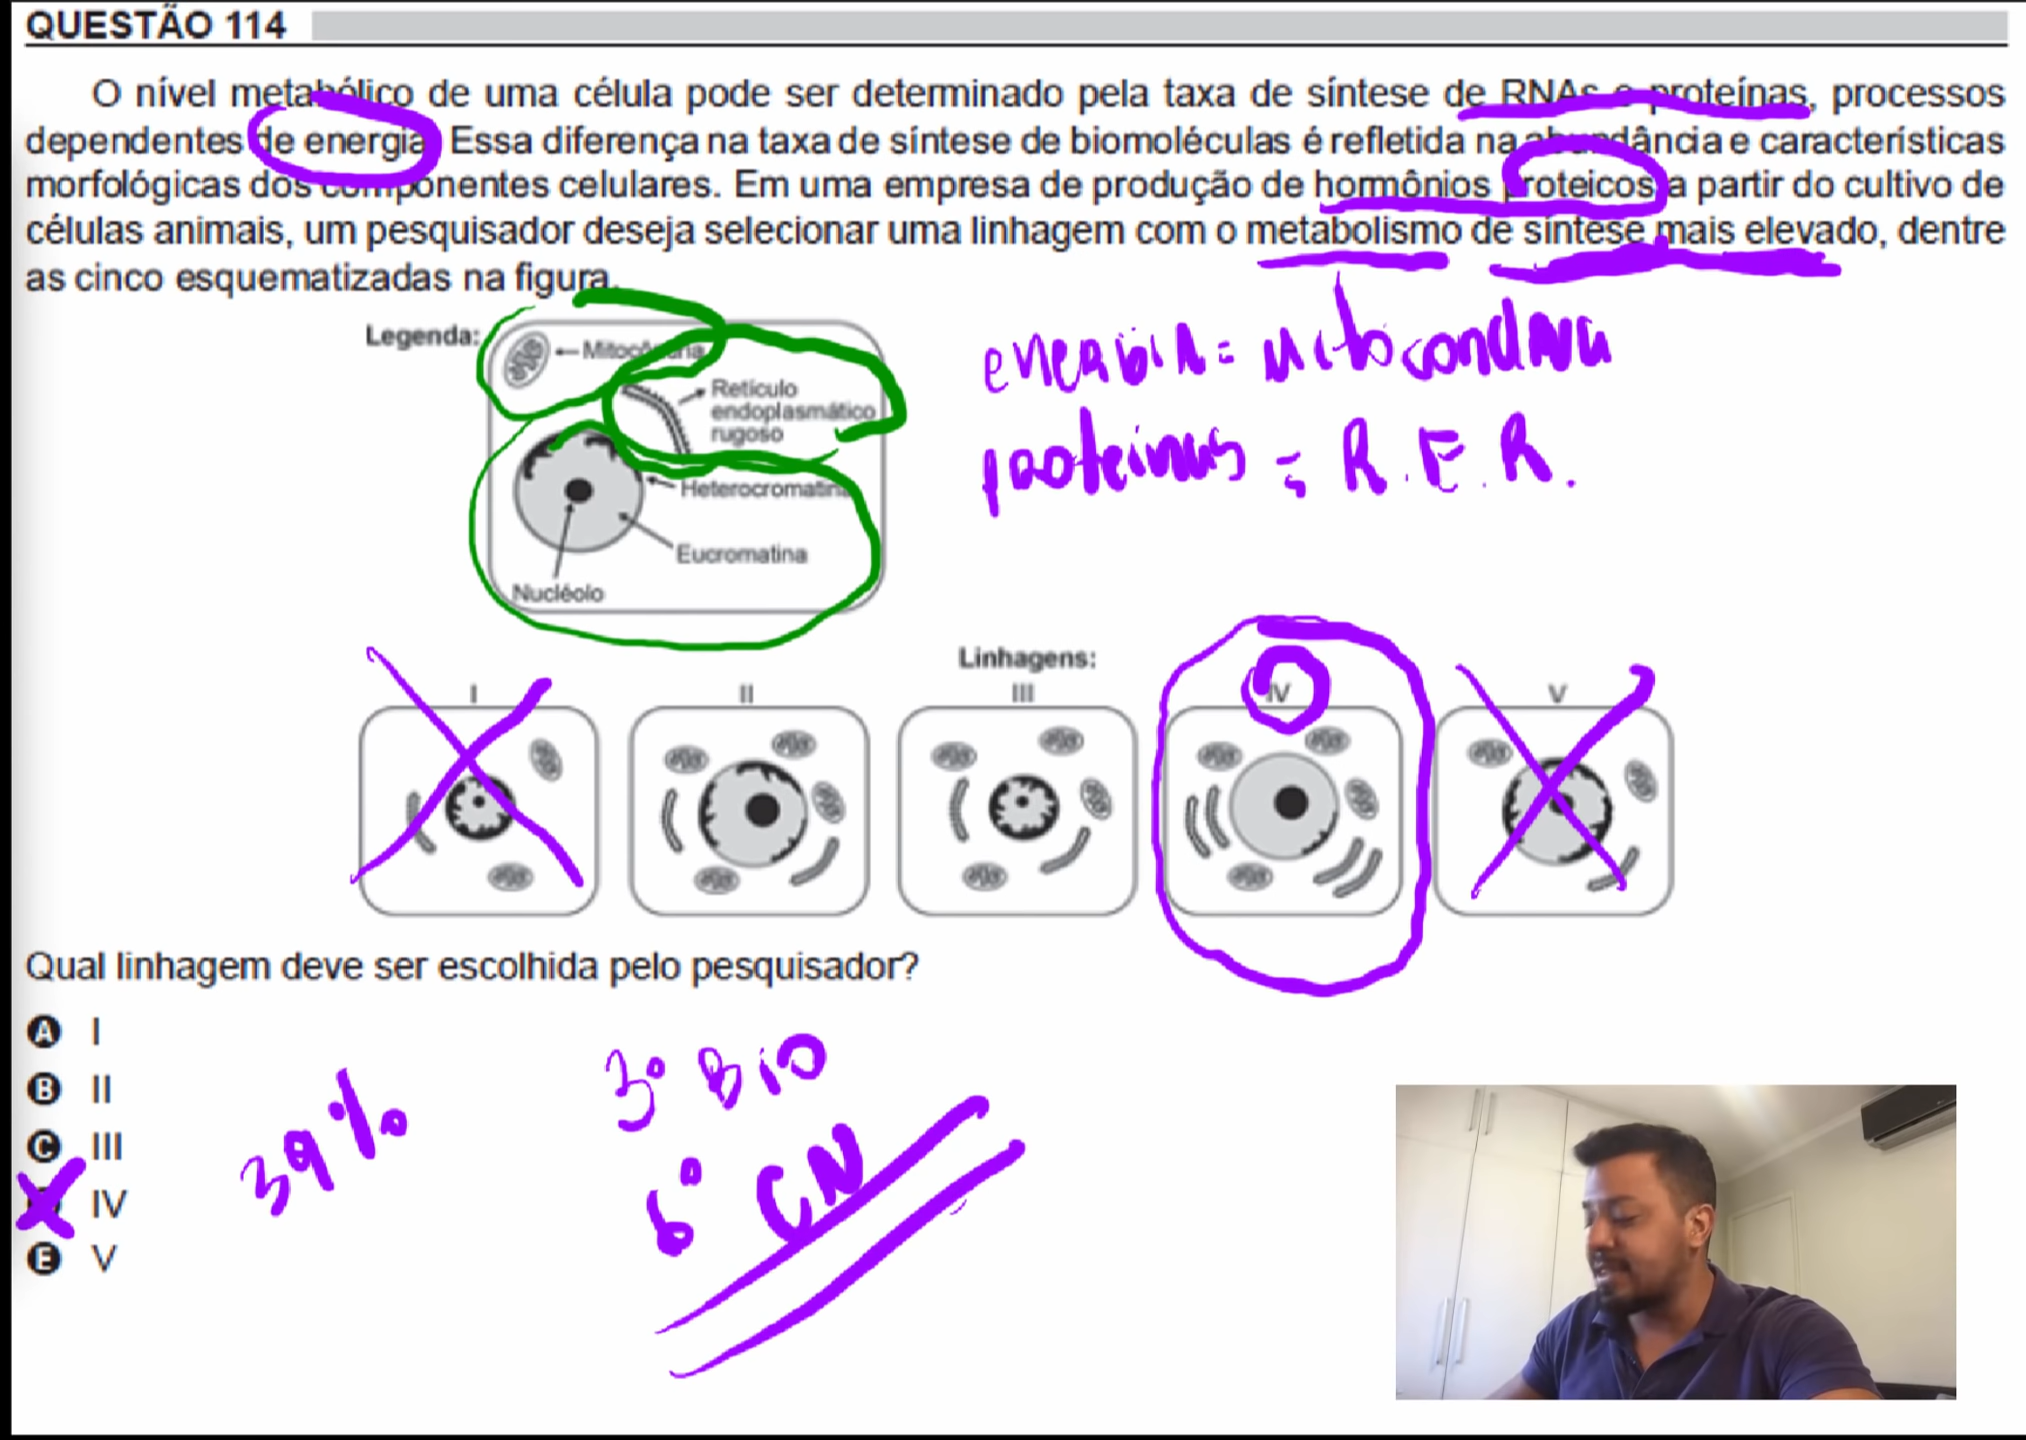 QUESTÃO 114
O nível metabólico de uma célula pode ser determinado pela taxa de síntese de RNAs e proteínas, processos
dependentes de energia. Essa diferença na taxa de síntese de biomoléculas é refletida na abundância e características
morfológicas dos componentes celulares. Em uma empresa de produção de hormônios proteicos a partir do cultivo de
células animais, um pesquisador deseja selecionar uma linhagem com o metabolismo de síntese mais elevado, dentre
as cinco esquematizadas na figura.
Legenda:
Mitocôndria
Retículo
endoplasmático
rugoso
Heterocromatina
Eucromatina
Nucléolo
energia = mitocondria
proteinas = R.E.R.
Linhagens:
I II III IV V
Qual linhagem deve ser escolhida pelo pesquisador?
A I
B II
C III
IV
E V
39%
3º BIO
6º CN